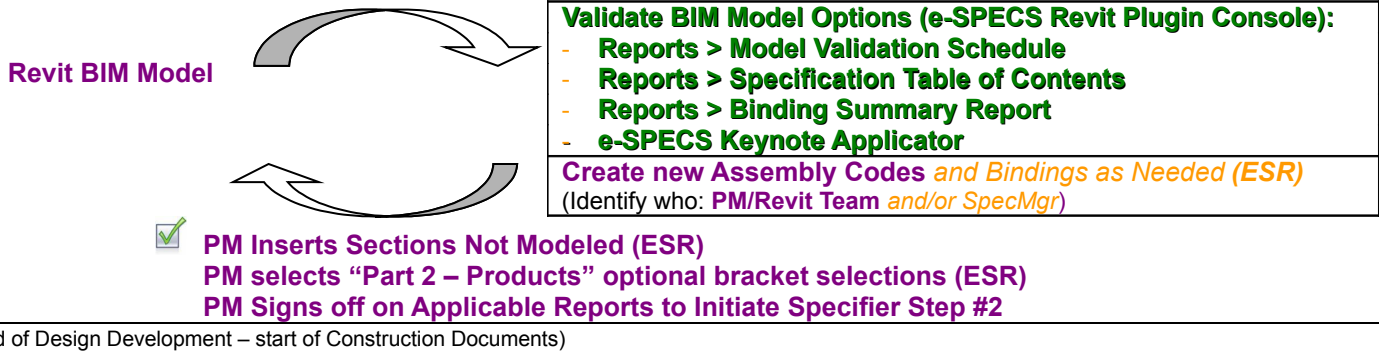 Revit BIM Model
Validate BIM Model Options (e-SPECS Revit Plugin Console):
- Reports > Model Validation Schedule
- Reports > Specification Table of Contents
- Reports > Binding Summary Report
- e-SPECS Keynote Applicator
Create new Assembly Codes and Bindings as Needed (ESR)
(Identify who: PM/Revit Team and/or SpecMgr)
PM Inserts Sections Not Modeled (ESR)
PM selects “Part 2 – Products” optional bracket selections (ESR)
PM Signs off on Applicable Reports to Initiate Specifier Step #2
of Design Development – start of Construction Documents)